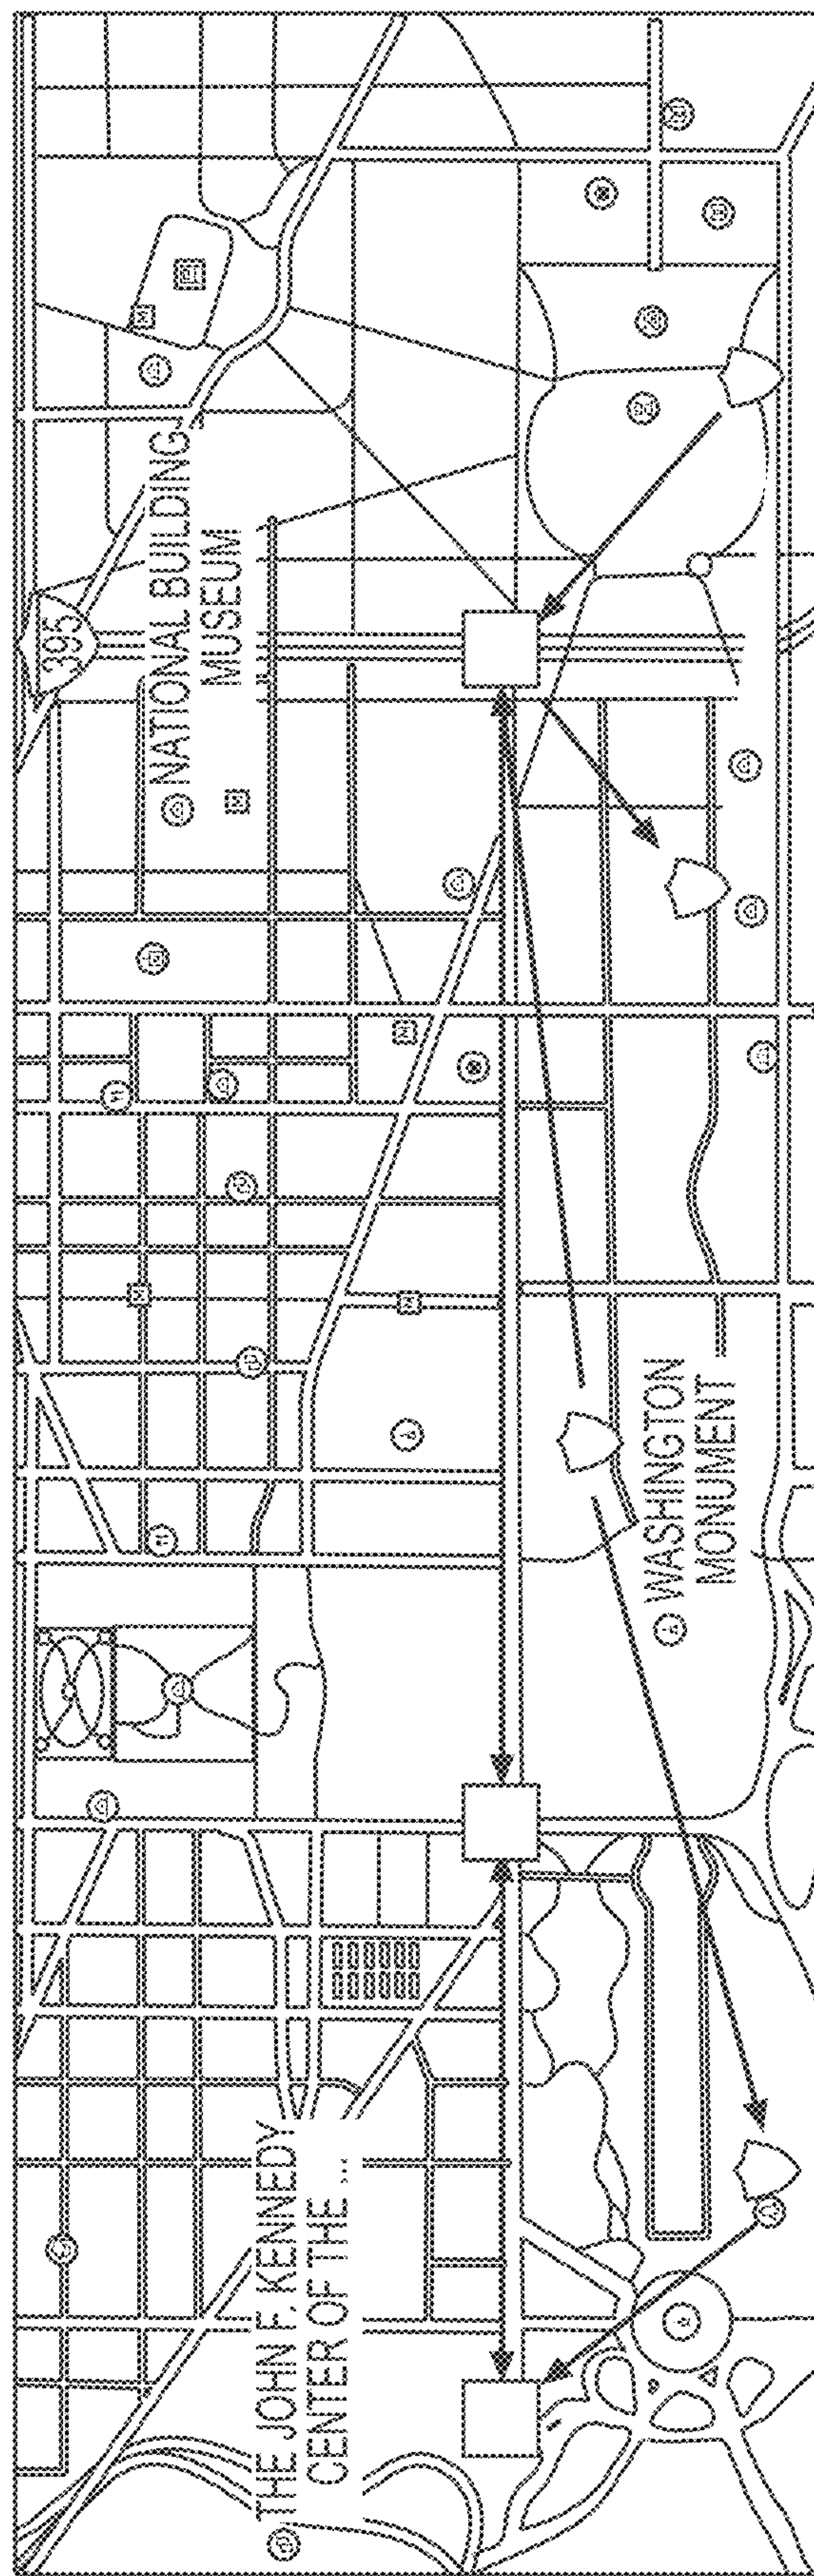 THE JOHN F. KENNEDY
CENTER OF THE ...
WASHINGTON
MONUMENT
NATIONAL BUILDING
MUSEUM
395